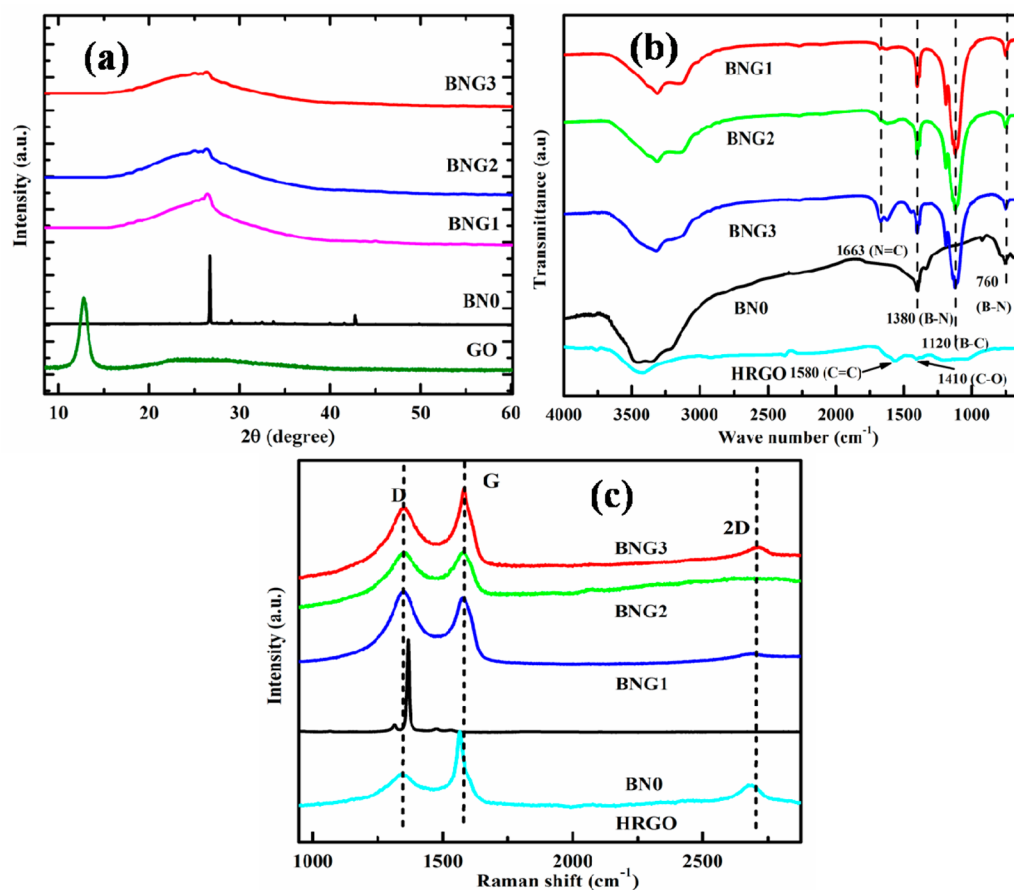 (a)
BNG3
BNG2
BNG1
BN0
GO
Intensity (a.u.)
10 20 30 40 50 60
2θ (degree)
(b)
BNG1
BNG2
BNG3
1663 (N=C)
BN0
760
(B-N)
1380 (B-N)
1120 (B-C)
HRGO 1580 (C=C)
1410 (C-O)
Transmittance (a.u)
4000 3500 3000 2500 2000 1500 1000
Wave number (cm-1)
(c)
D
G
2D
BNG3
BNG2
BNG1
BN0
HRGO
Intensity (a.u.)
1000 1500 2000 2500
Raman shift (cm-1)